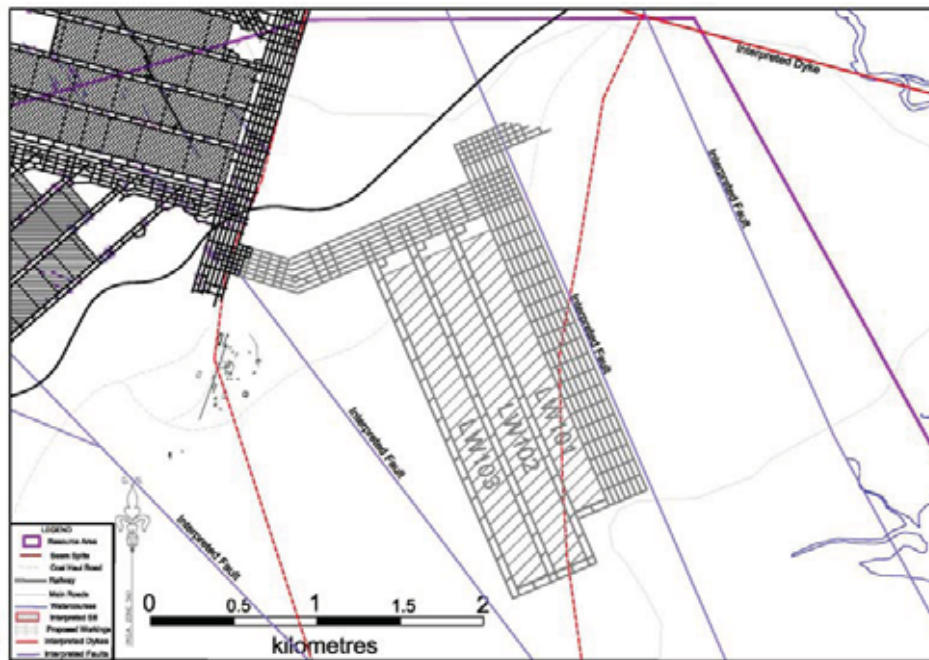 Interpreted Dyke
Interpreted Fault
Interpreted Fault
LW101
LW102
LW103
Interpreted Fault
Interpreted Fault
LEGEND
Resource Area
Seam Splits
Coal Haul Road
Railway
Main Roads
Watercourses
Interpreted Sill
Proposed Workings
Interpreted Dykes
Interpreted Faults
0 0.5 1 1.5 2
kilometres